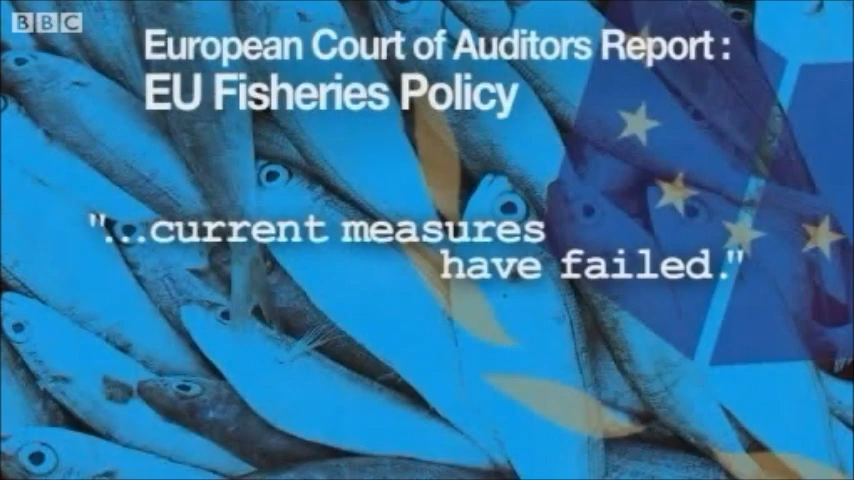 BBC
European Court of Auditors Report :
EU Fisheries Policy
"...current measures
have failed."